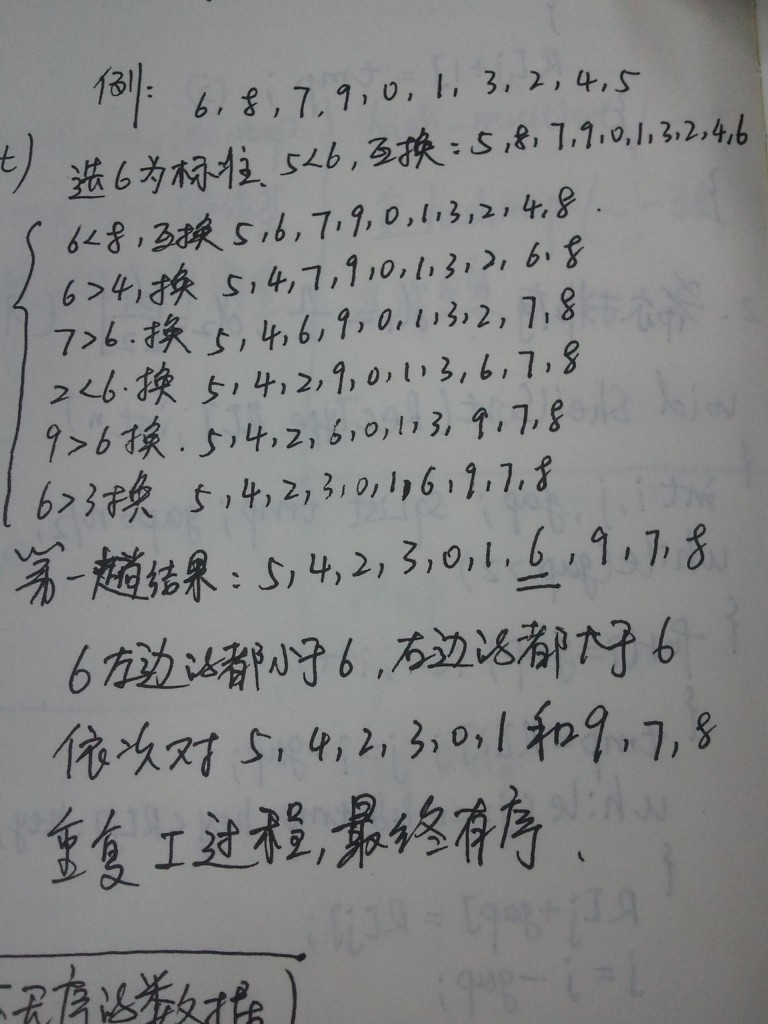 例: 6, 8, 7, 9, 0, 1, 3, 2, 4, 5
t) 选6为标准、5<6, 互换: 5,8,7,9,0,1,3,2,4,6
6<8, 互换 5,6,7,9,0,1,3,2,4,8.
6>4, 换 5,4,7,9,0,1,3,2,6,8
7>6. 换 5,4,6,9,0,1,3,2,7,8
2<6. 换 5,4,2,9,0,1,3,6,7,8
9>6 换. 5,4,2,6,0,1,3,9,7,8
6>3 换 5,4,2,3,0,1,6,9,7,8
第一趟结果: 5,4,2,3,0,1,6,9,7,8
6左边的都小于6, 右边的都大于6
依次对 5,4,2,3,0,1和9,7,8
重复I过程, 最终有序.
无序的数据)